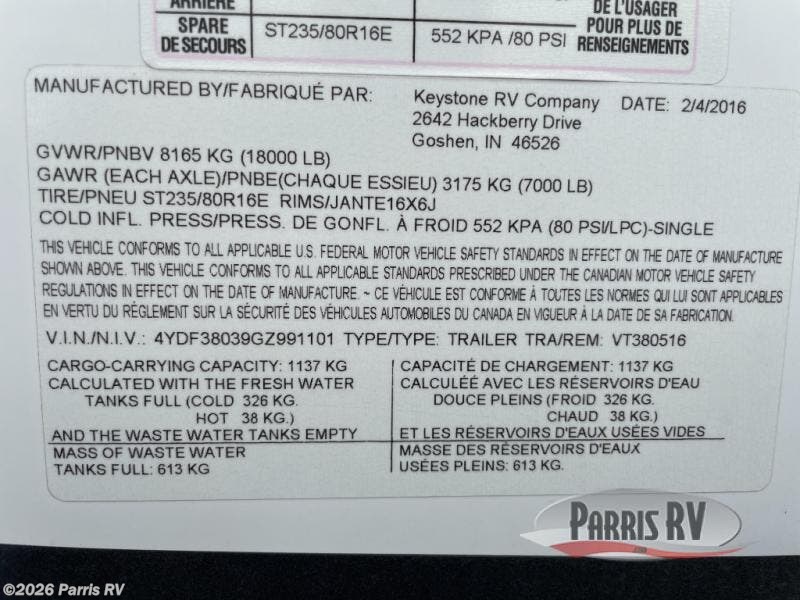 ARRIÈRE
DE L'USAGER
SPARE
DE SECOURS
ST235/80R16E
552 KPA /80 PSI
POUR PLUS DE
RENSEIGNEMENTS
MANUFACTURED BY/FABRIQUÉ PAR:
Keystone RV Company
DATE: 2/4/2016
2642 Hackberry Drive
Goshen, IN 46526
GVWR/PNBV 8165 KG (18000 LB)
GAWR (EACH AXLE)/PNBE(CHAQUE ESSIEU) 3175 KG (7000 LB)
TIRE/PNEU ST235/80R16E RIMS/JANTE16X6J
COLD INFL. PRESS/PRESS. DE GONFL. À FROID 552 KPA (80 PSI/LPC)-SINGLE
THIS VEHICLE CONFORMS TO ALL APPLICABLE U.S. FEDERAL MOTOR VEHICLE SAFETY STANDARDS IN EFFECT ON THE DATE OF MANUFACTURE
SHOWN ABOVE. THIS VEHICLE CONFORMS TO ALL APPLICABLE STANDARDS PRESCRIBED UNDER THE CANADIAN MOTOR VEHICLE SAFETY
REGULATIONS IN EFFECT ON THE DATE OF MANUFACTURE. ~ CE VÉHICULE EST CONFORME À TOUTES LES NORMES QUI LUI SONT APPLICABLES
EN VERTU DU RÉGLEMENT SUR LA SÉCURITÉ DES VÉHICULES AUTOMOBILES DU CANADA EN VIGUEUR À LA DATE DE SA FABRICATION.
V.I.N./N.I.V.: 4YDF38039GZ991101 TYPE/TYPE: TRAILER TRA/REM: VT380516
CARGO-CARRYING CAPACITY: 1137 KG
CALCULATED WITH THE FRESH WATER
TANKS FULL (COLD 326 KG.
HOT 38 KG.)
AND THE WASTE WATER TANKS EMPTY
MASS OF WASTE WATER
TANKS FULL: 613 KG
CAPACITÉ DE CHARGEMENT: 1137 KG
CALCULÉE AVEC LES RÉSERVOIRS D'EAU
DOUCE PLEINS (FROID 326 KG.
CHAUD 38 KG.)
ET LES RÉSERVOIRS D'EAUX USÉES VIDES
MASSE DES RÉSERVOIRS D'EAUX
USÉES PLEINS: 613 KG.
PARRIS RV
©2026 Parris RV